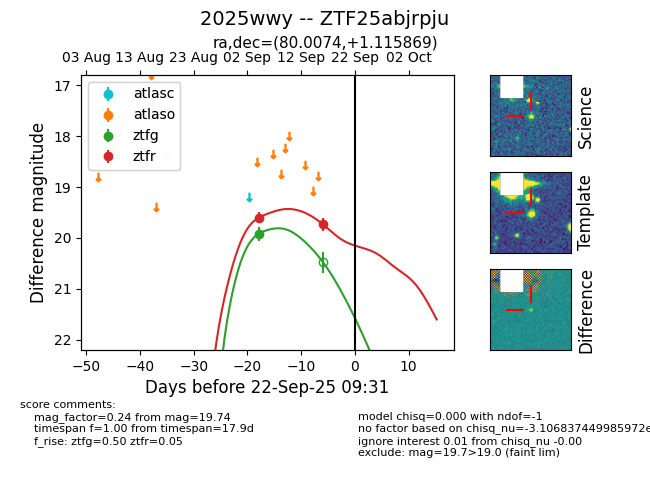 2025wwy -- ZTF25abjrpju
ra,dec=(80.0074,+1.115869)
03 Aug 13 Aug 23 Aug 02 Sep 12 Sep 22 Sep 02 Oct
17
18
19
20
21
22
Difference magnitude
atlasc
atlaso
ztfg
ztfr
−50 −40 −30 −20 −10 0 10
Days before 22-Sep-25 09:31
Science
Template
Difference
score comments:
mag_factor=0.24 from mag=19.74
timespan f=1.00 from timespan=17.9d
f_rise: ztfg=0.50 ztfr=0.05
model chisq=0.000 with ndof=-1
no factor based on chisq_nu=-3.106837449985972e
ignore interest 0.01 from chisq_nu -0.00
exclude: mag=19.7>19.0 (faint lim)